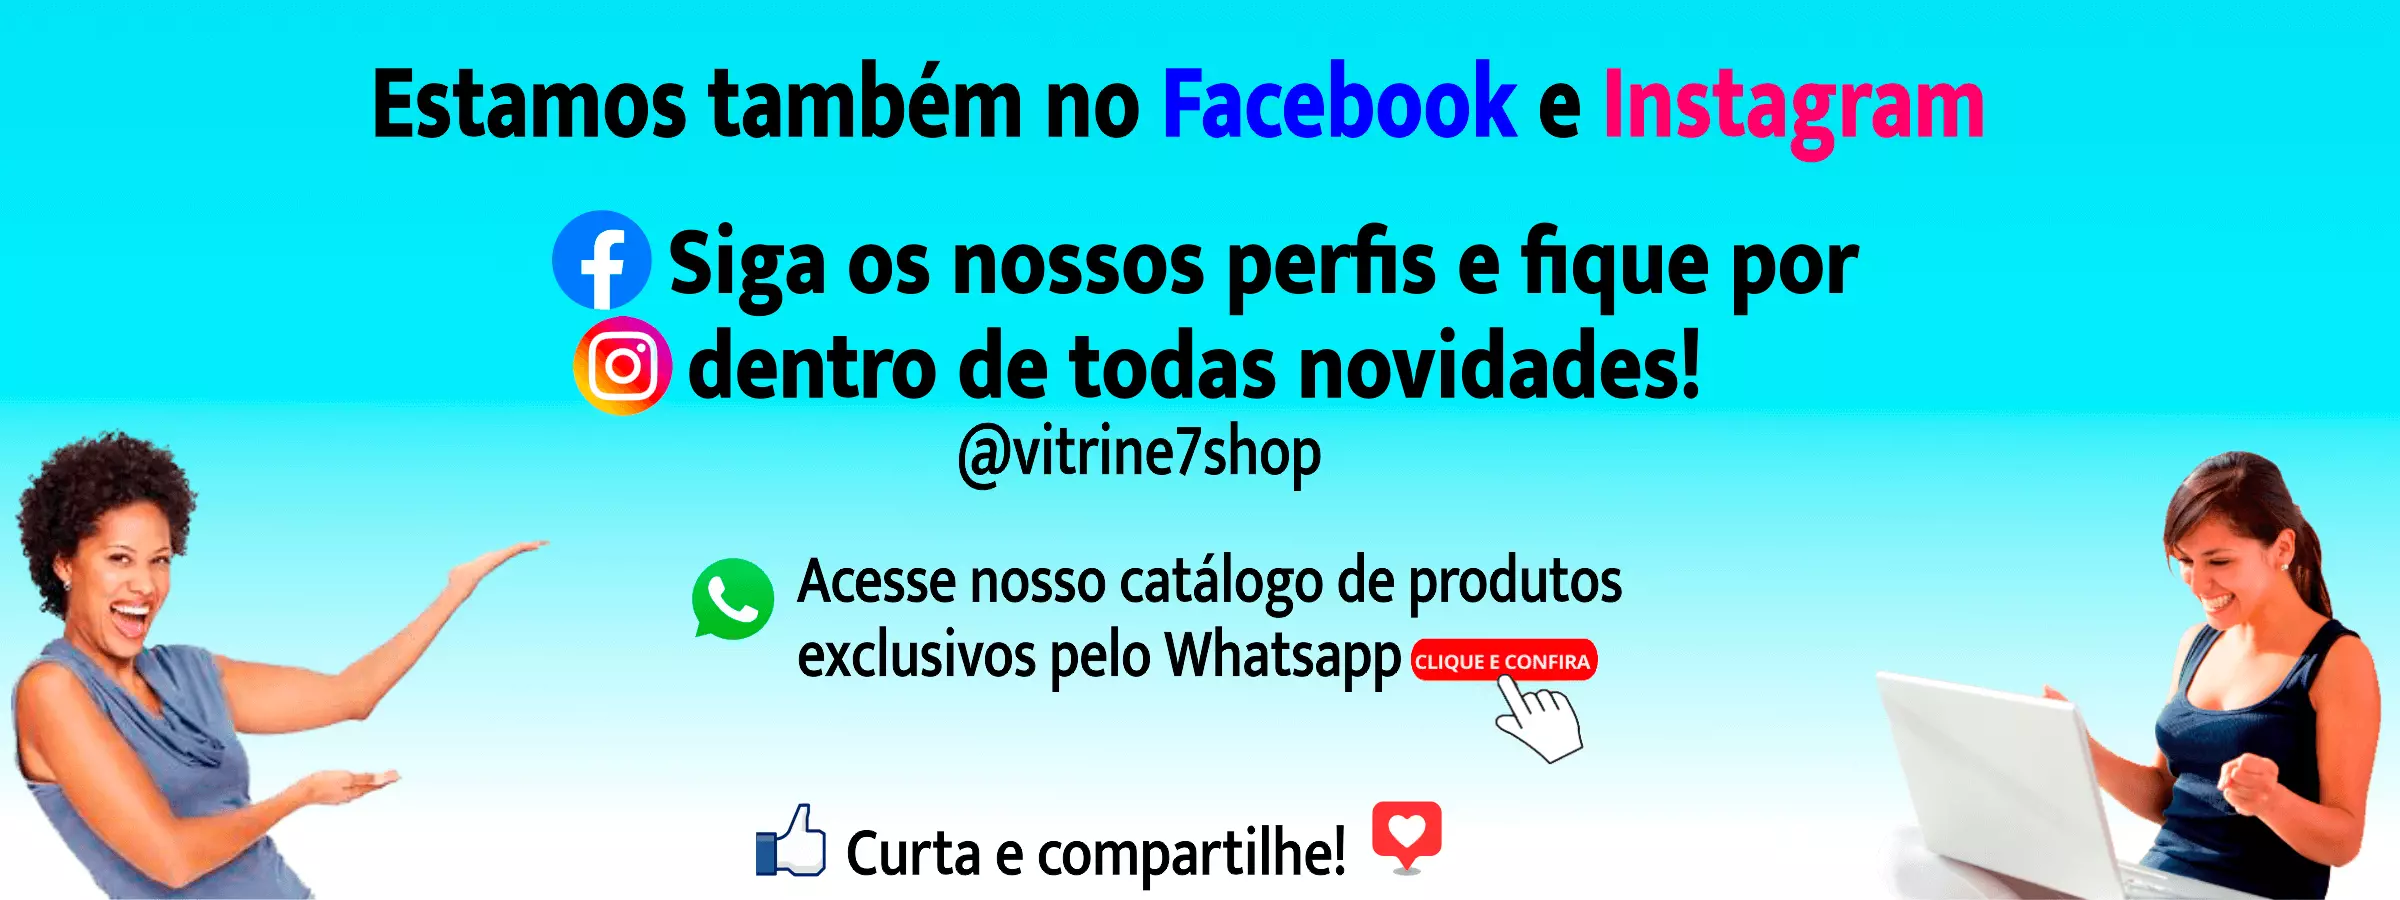 Estamos também no Facebook e Instagram
Siga os nossos perfis e fique por
dentro de todas novidades!
@vitrine7shop
Acesse nosso catálogo de produtos
exclusivos pelo Whatsapp CLIQUE E CONFIRA
Curta e compartilhe!